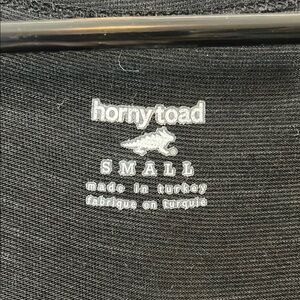 horny toad
SMALL
made in turkey
fabriqué en turquie